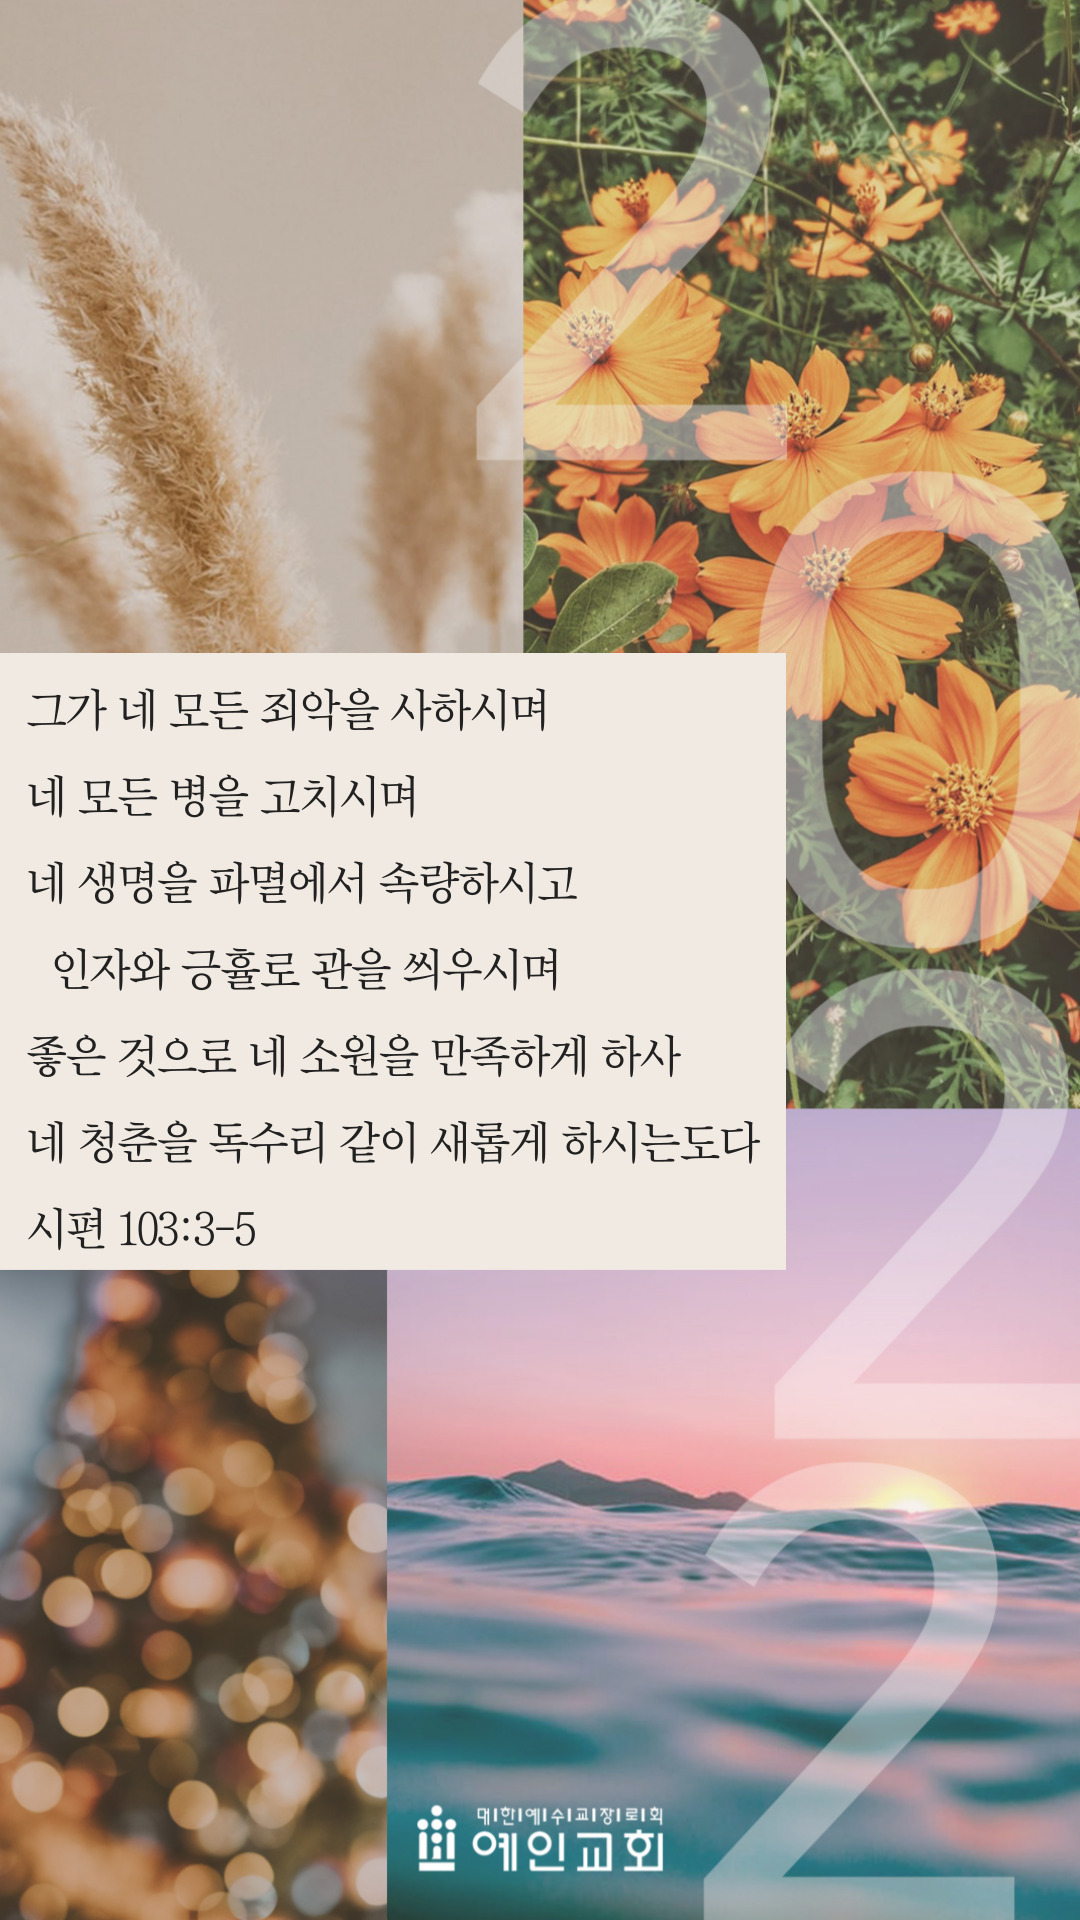 2
0
2
2
그가 네 모든 죄악을 사하시며
네 모든 병을 고치시며
네 생명을 파멸에서 속량하시고
인자와 긍휼로 관을 씌우시며
좋은 것으로 네 소원을 만족하게 하사
네 청춘을 독수리 같이 새롭게 하시는도다
시편 103:3-5
대한예수교장로회
예인교회